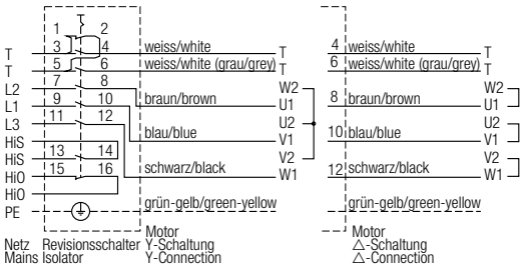 1 2
T 3 4 weiss/white T 4 weiss/white T
T 5 6 weiss/white (grau/grey) T 6 weiss/white (grau/grey) T
L2 7 8 W2 W2
L1 9 10 braun/brown U1 8 braun/brown U1
L3 11 12 U2 U2
HiS blau/blue V1 10 blau/blue V1
HiS 13 14 V2 V2
HiO 15 16 schwarz/black W1 12 schwarz/black W1
HiO
PE grün-gelb/green-yellow grün-gelb/green-yellow
Motor Motor
Netz Revisionsschalter Y-Schaltung △-Schaltung
Mains Isolator Y-Connection △-Connection